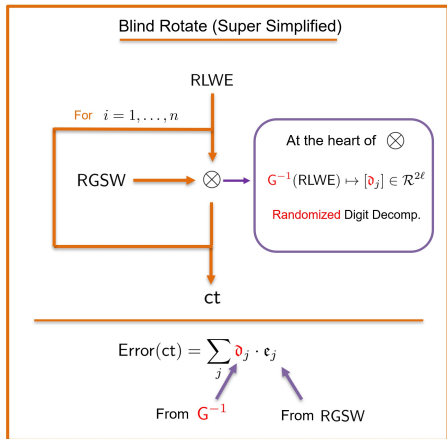 Blind Rotate (Super Simplified)
RLWE
For i = 1, . . . , n
At the heart of ⊗
RGSW ⊗ G⁻¹(RLWE) ↦ [𝔡ⱼ] ∈ 𝓡²ˡ
Randomized Digit Decomp.
ct
Error(ct) = ∑ⱼ 𝔡ⱼ · 𝔢ⱼ
From G⁻¹ From RGSW